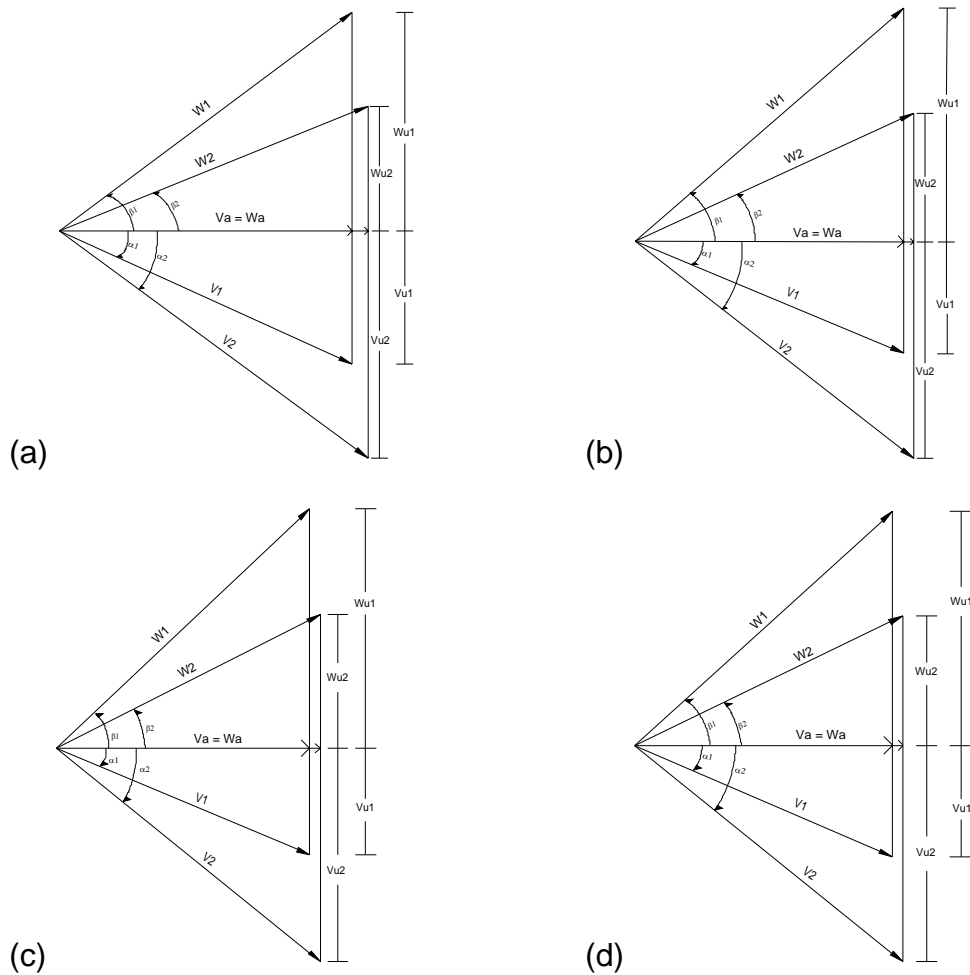 W1
Wu1
W2
Wu2
β1
β2
Va = Wa
α1
α2
V1
Vu1
V2
Vu2
(a)
W1
Wu1
W2
Wu2
β1
β2
Va = Wa
α1
α2
V1
Vu1
V2
Vu2
(b)
W1
Wu1
W2
Wu2
β1
β2
Va = Wa
α1
α2
V1
Vu1
V2
Vu2
(c)
W1
Wu1
W2
Wu2
β1
β2
Va = Wa
α1
α2
V1
Vu1
V2
Vu2
(d)